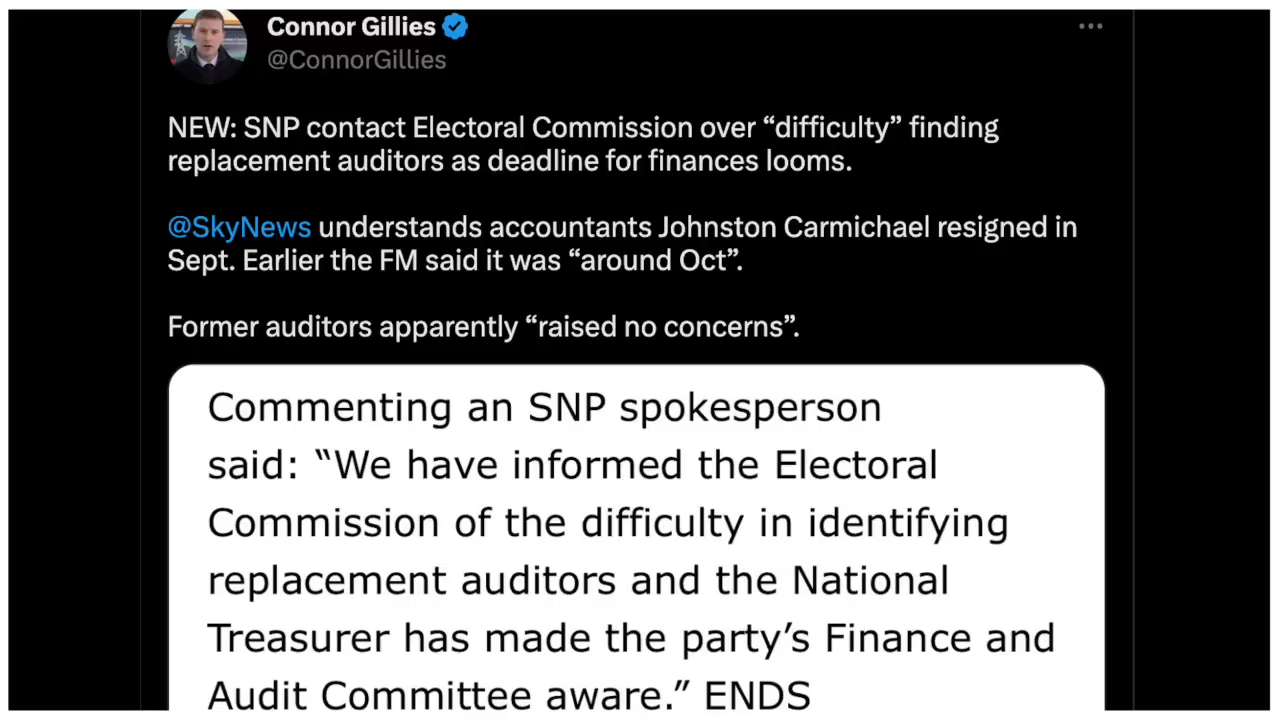 Connor Gillies
@ConnorGillies
NEW: SNP contact Electoral Commission over “difficulty” finding
replacement auditors as deadline for finances looms.
@SkyNews understands accountants Johnston Carmichael resigned in
Sept. Earlier the FM said it was “around Oct”.
Former auditors apparently “raised no concerns”.
Commenting an SNP spokesperson
said: “We have informed the Electoral
Commission of the difficulty in identifying
replacement auditors and the National
Treasurer has made the party’s Finance and
Audit Committee aware.” ENDS